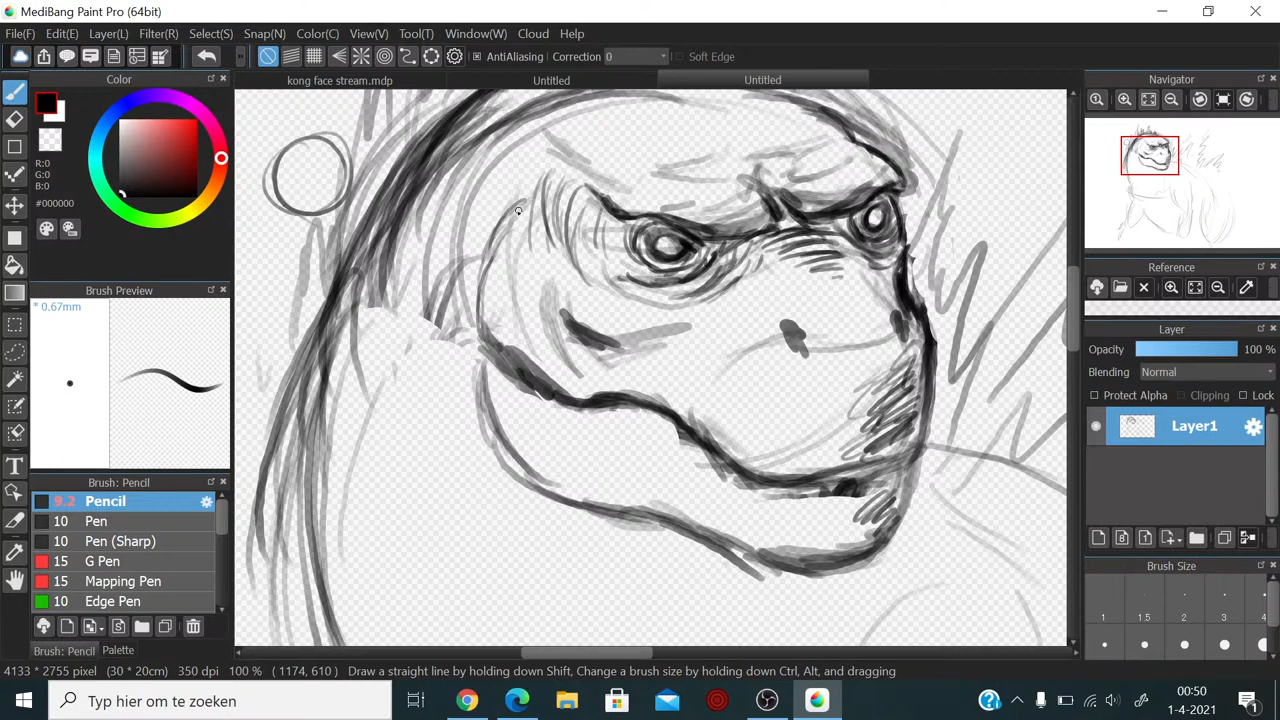 MediBang Paint Pro (64bit)
File(F) Edit(E) Layer(L) Filter(R) Select(S) Snap(N) Color(C) View(V) Tool(T) Window(W) Cloud Help
AntiAliasing Correction 0 Soft Edge
Color
kong face stream.mdp Untitled Untitled
Navigator
R:0
G:0
B:0
#000000
Reference
Brush Preview
* 0.67mm
Layer
Opacity 100 %
Blending Normal
Protect Alpha Clipping Lock
Layer1
Brush: Pencil
9.2 Pencil
10 Pen
10 Pen (Sharp)
15 G Pen
15 Mapping Pen
10 Edge Pen
Brush Size
1 1.5 2 3 4
Brush: Pencil Palette
4133 * 2755 pixel (30 * 20cm) 350 dpi 100 % ( 1174, 610 ) Draw a straight line by holding down Shift, Change a brush size by holding down Ctrl, Alt, and dragging
Typ hier om te zoeken
00:50
1-4-2021
1